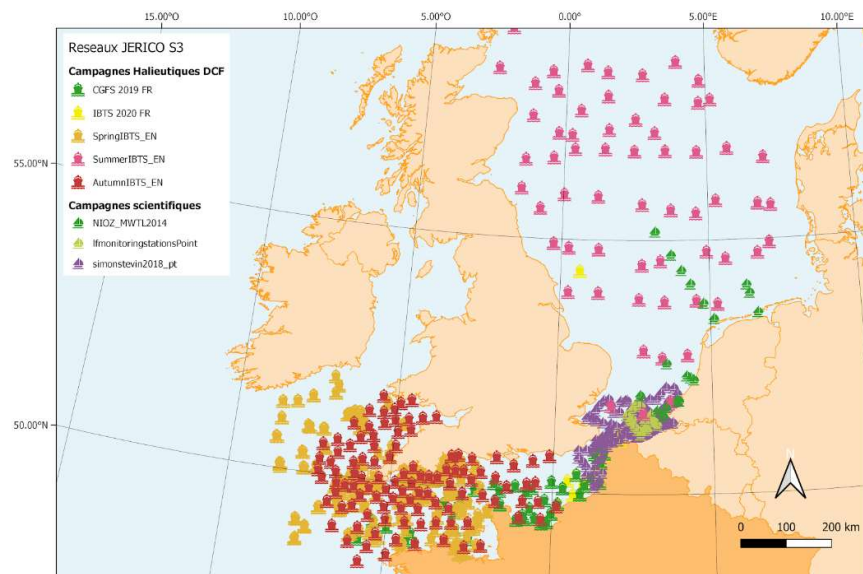 15.00°W 10.00°W 5.00°W 0.00° 5.00°E 10.00°E
Reseaux JERICO S3
Campagnes Halieutiques DCF
CGFS 2019 FR
IBTS 2020 FR
SpringIBTS_EN
SummerIBTS_EN
AutumnIBTS_EN
Campagnes scientifiques
NIOZ_MWTL2014
lfmonitoringstationsPoint
simonstevin2018_pt
55.00°N
50.00°N
0 100 200 km